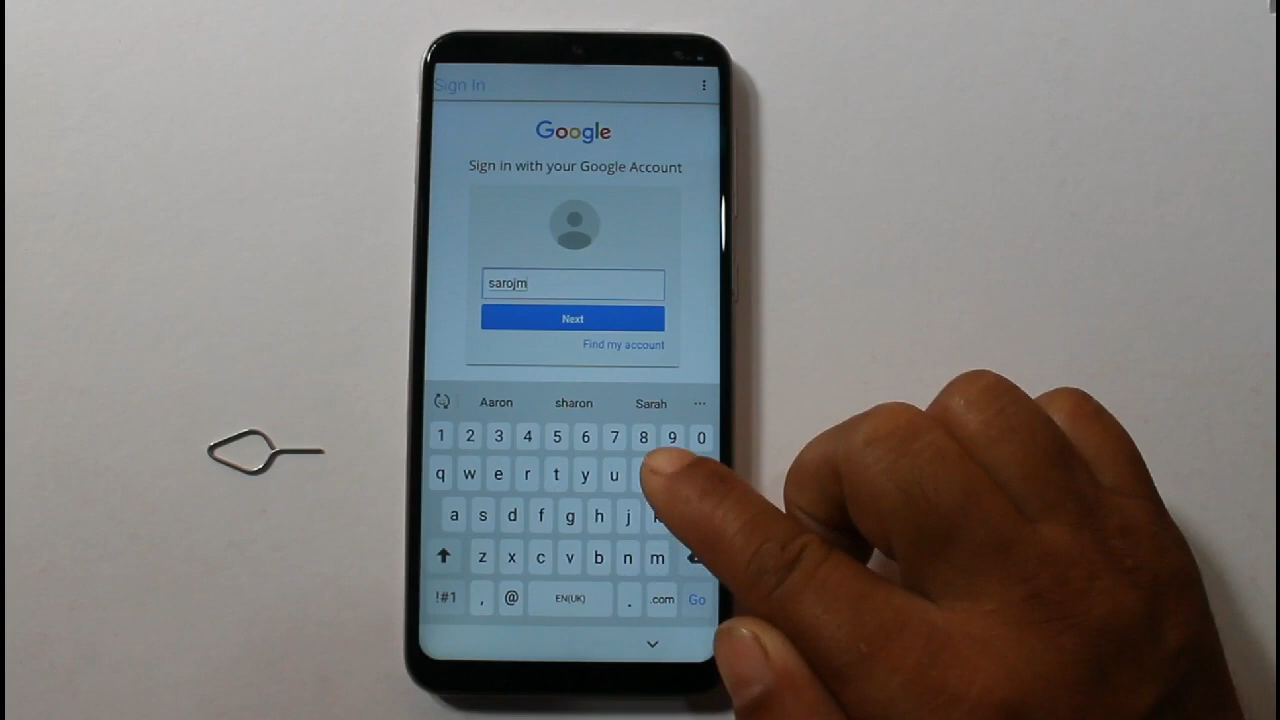 Sign In
Google
Sign in with your Google Account
sarojm
Next
Find my account
Aaron sharon Sarah ...
1 2 3 4 5 6 7 8 9 0
q w e r t y u
a s d f g h j
z x c v b n m
!#1 , @ EN(UK) . .com Go